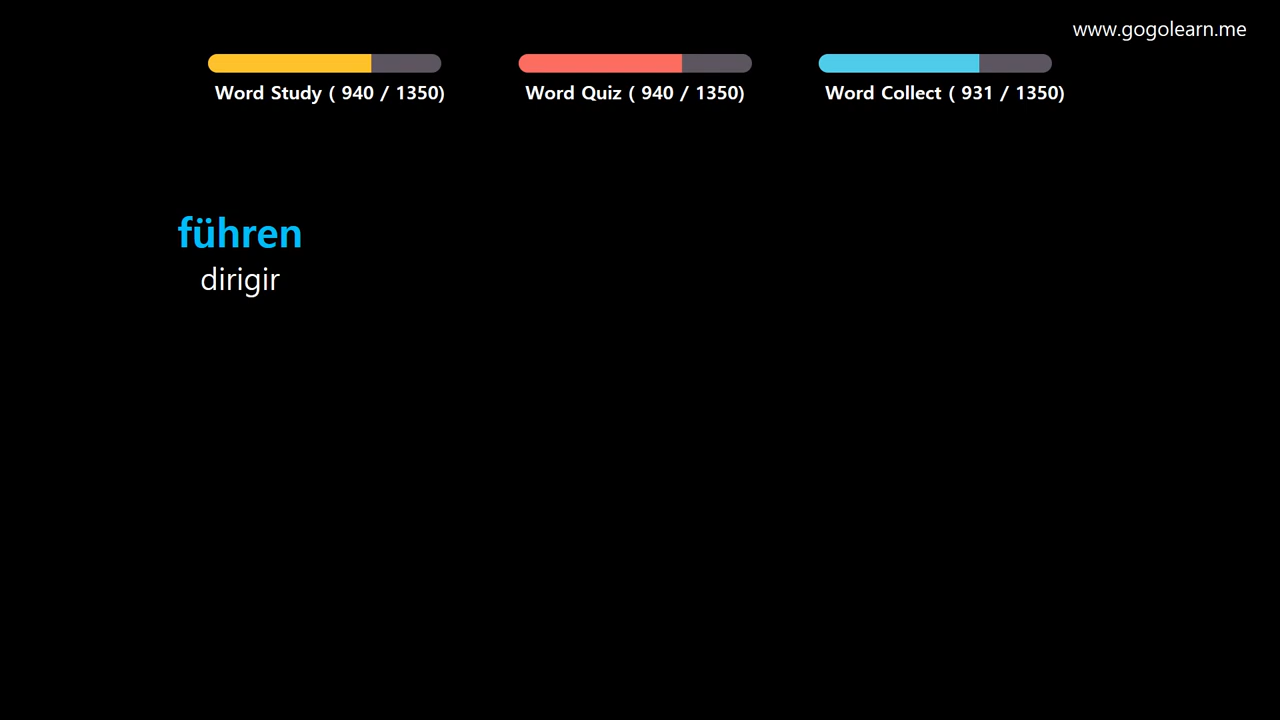 www.gogolearn.me
Word Study ( 940 / 1350)
Word Quiz ( 940 / 1350)
Word Collect ( 931 / 1350)
führen
dirigir